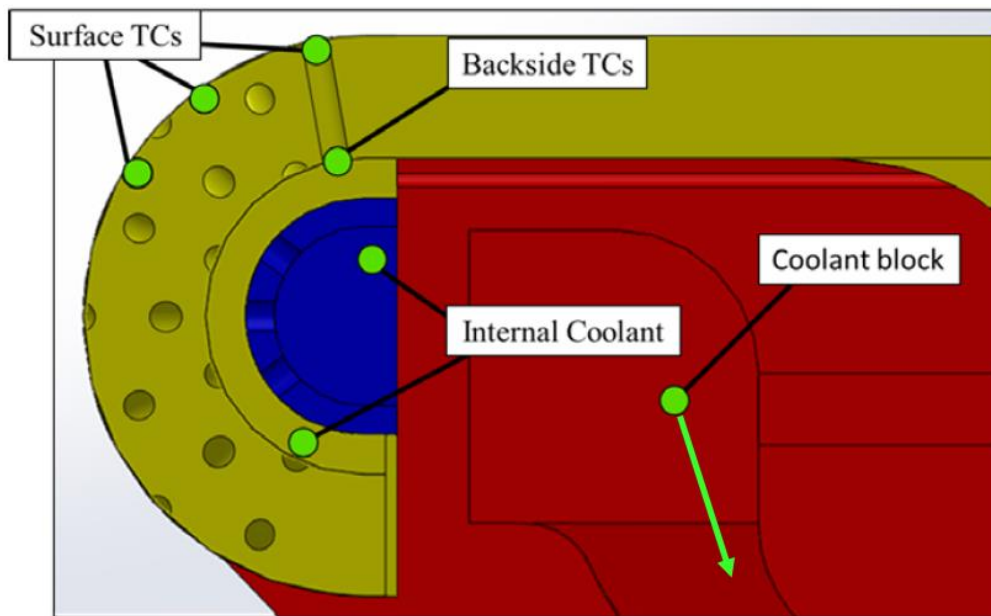 Surface TCs
Backside TCs
Coolant block
Internal Coolant